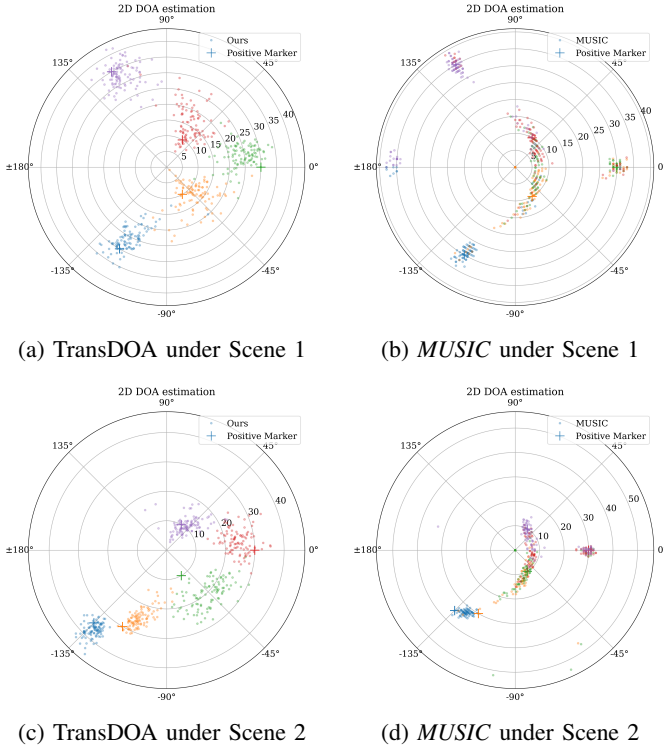 2D DOA estimation
90°
Ours
Positive Marker
135°
45°
5 10 15 20 25 30 35 40
±180°
0°
-135°
-45°
-90°
(a) TransDOA under Scene 1
2D DOA estimation
90°
MUSIC
Positive Marker
135°
45°
5 10 15 20 25 30 35 40
±180°
0°
-135°
-45°
-90°
(b) MUSIC under Scene 1
2D DOA estimation
90°
Ours
Positive Marker
135°
45°
10 20 30 40
±180°
0°
-135°
-45°
-90°
(c) TransDOA under Scene 2
2D DOA estimation
90°
MUSIC
Positive Marker
135°
45°
10 20 30 40 50
±180°
0
-135°
-45°
-90°
(d) MUSIC under Scene 2